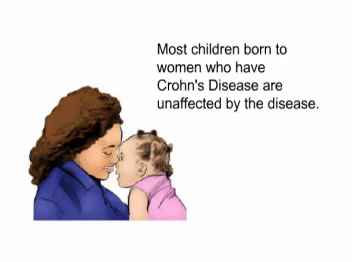 Most children born to
women who have
Crohn's Disease are
unaffected by the disease.